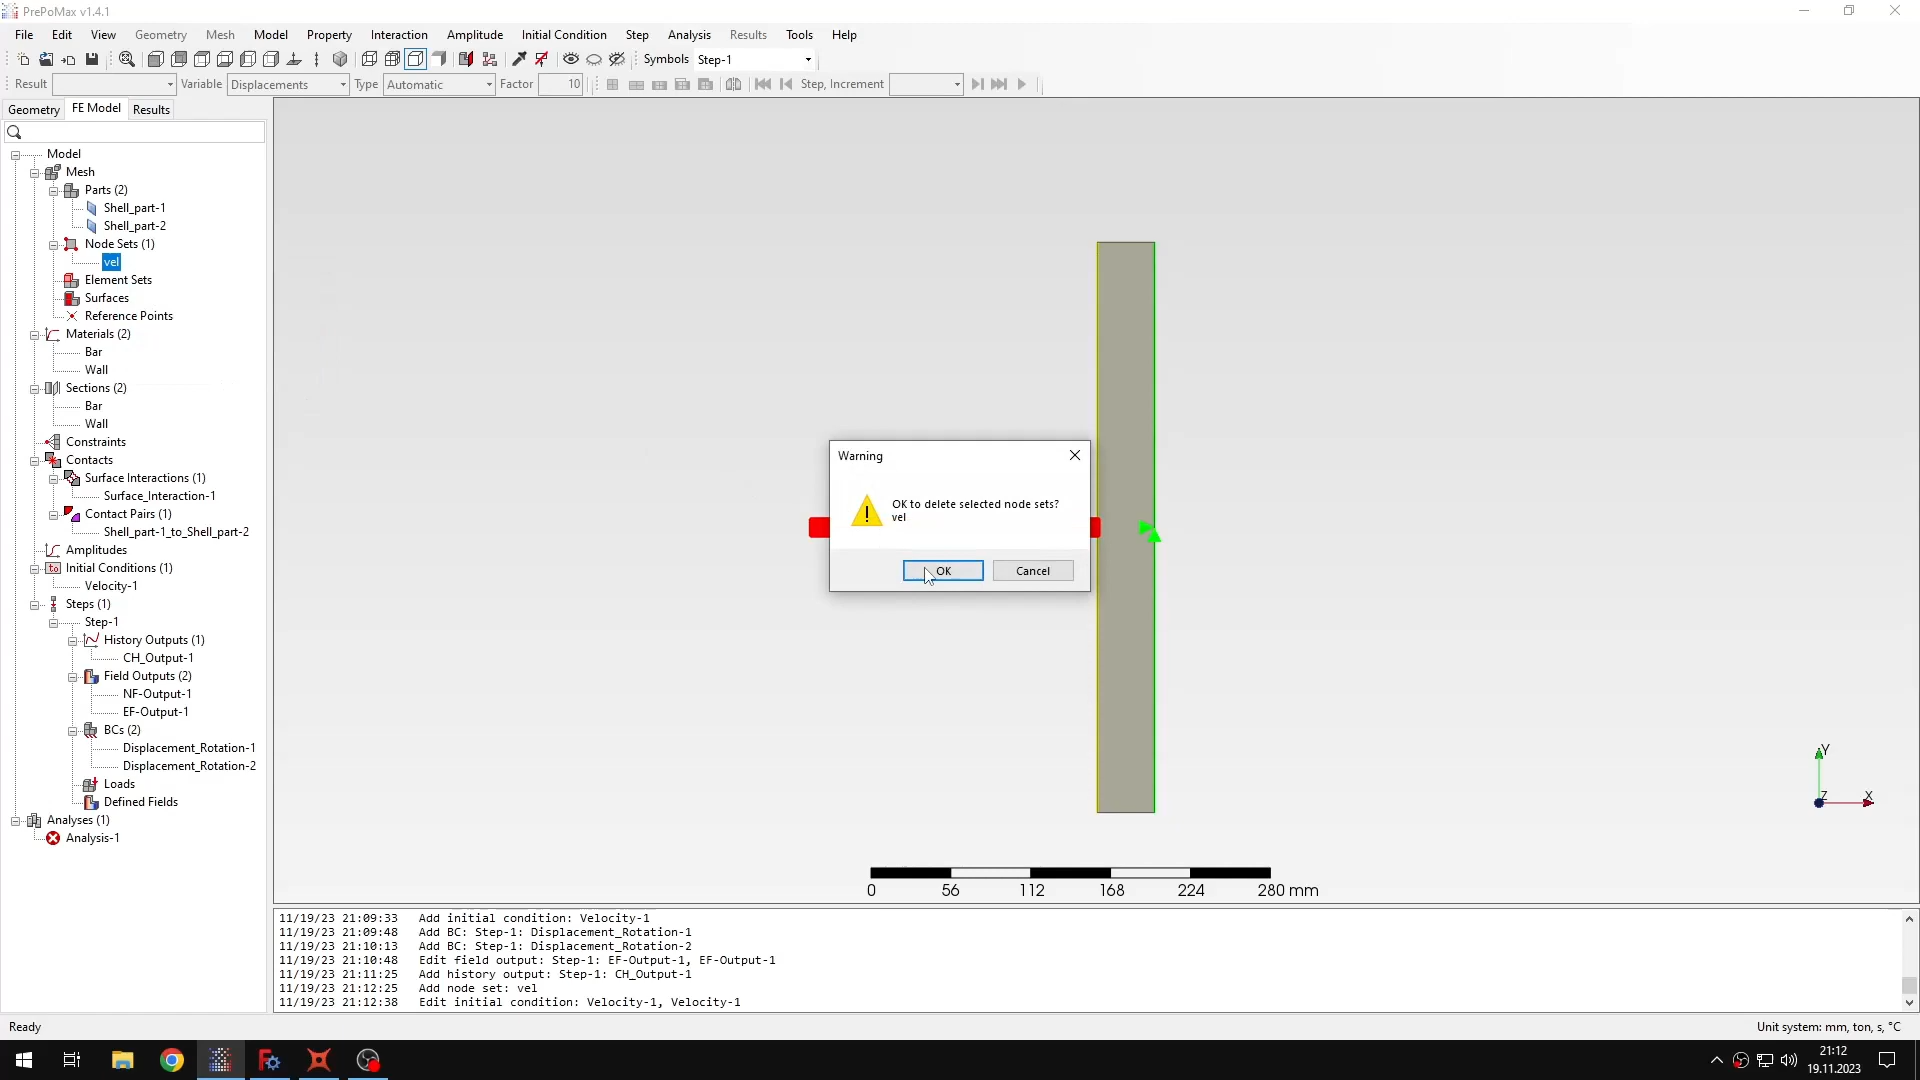 PrePoMax v1.4.1
File Edit View Geometry Mesh Model Property Interaction Amplitude Initial Condition Step Analysis Results Tools Help
Symbols Step-1
Result Variable Displacements Type Automatic Factor 10 Step, Increment
Geometry FE Model Results
Model
Mesh
Parts (2)
Shell_part-1
Shell_part-2
Node Sets (1)
vel
Element Sets
Surfaces
Reference Points
Materials (2)
Bar
Wall
Sections (2)
Bar
Wall
Constraints
Contacts
Surface Interactions (1)
Surface_Interaction-1
Contact Pairs (1)
Shell_part-1_to_Shell_part-2
Amplitudes
Initial Conditions (1)
Velocity-1
Steps (1)
Step-1
History Outputs (1)
CH_Output-1
Field Outputs (2)
NF-Output-1
EF-Output-1
BCs (2)
Displacement_Rotation-1
Displacement_Rotation-2
Loads
Defined Fields
Analyses (1)
Analysis-1
Warning
OK to delete selected node sets?
vel
OK Cancel
Y
Z X
0 56 112 168 224 280 mm
11/19/23 21:09:33 Add initial condition: Velocity-1
11/19/23 21:09:48 Add BC: Step-1: Displacement_Rotation-1
11/19/23 21:10:13 Add BC: Step-1: Displacement_Rotation-2
11/19/23 21:10:48 Edit field output: Step-1: EF-Output-1, EF-Output-1
11/19/23 21:11:25 Add history output: Step-1: CH_Output-1
11/19/23 21:12:25 Add node set: vel
11/19/23 21:12:38 Edit initial condition: Velocity-1, Velocity-1
Ready
Unit system: mm, ton, s, °C
21:12
19.11.2023